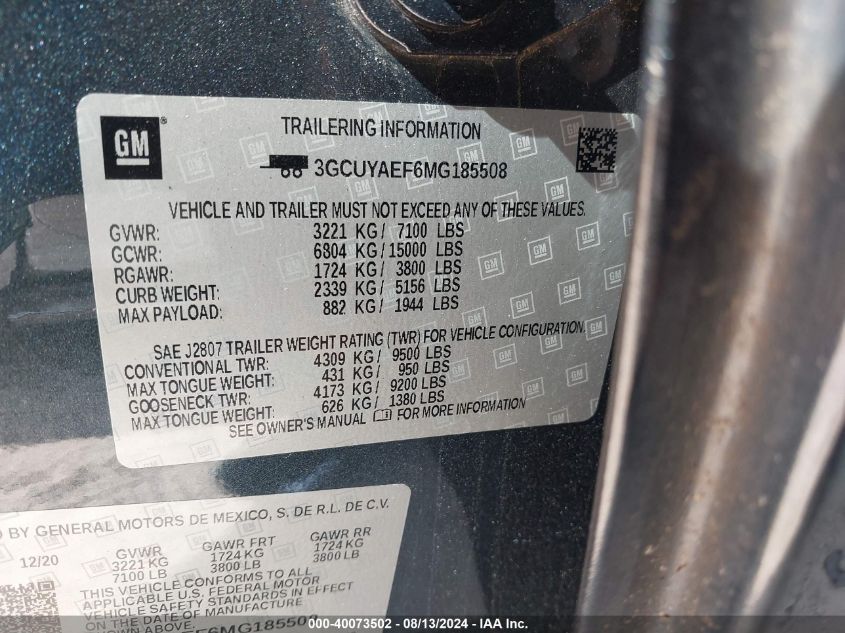 GM
TRAILERING INFORMATION
3GCUYAEF6MG185508
VEHICLE AND TRAILER MUST NOT EXCEED ANY OF THESE VALUES.
GVWR: 3221 KG/ 7100 LBS
GCWR: 6804 KG/15000 LBS
RGAWR: 1724 KG/ 3800 LBS
CURB WEIGHT: 2339 KG/ 5156 LBS
MAX PAYLOAD: 882 KG/ 1944 LBS
SAE J2807 TRAILER WEIGHT RATING (TWR) FOR VEHICLE CONFIGURATION.
CONVENTIONAL TWR: 4309 KG/ 9500 LBS
MAX TONGUE WEIGHT: 431 KG/ 950 LBS
GOOSENECK TWR: 4173 KG/ 9200 LBS
MAX TONGUE WEIGHT: 626 KG/ 1380 LBS
SEE OWNER'S MANUAL FOR MORE INFORMATION
BY GENERAL MOTORS DE MEXICO, S. DE R.L. DE C.V.
12/20 GVWR GAWR FRT GAWR RR
3221 KG 1724 KG 1724 KG
7100 LB 3800 LB 3800 LB
THIS VEHICLE CONFORMS TO ALL
APPLICABLE U.S. FEDERAL MOTOR
VEHICLE SAFETY STANDARDS IN EFFECT
000-40073502 - 08/13/2024 - IAAI.COM